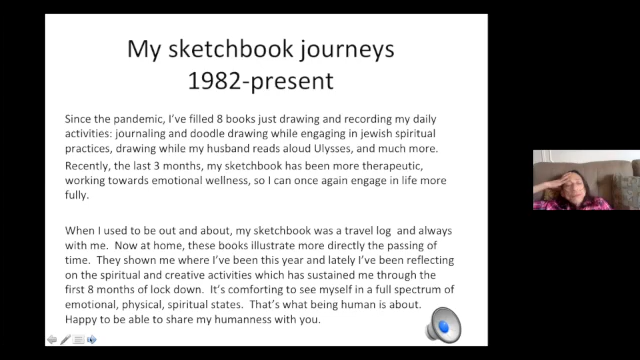 My sketchbook journeys
1982-present
Since the pandemic, I've filled 8 books just drawing and recording my daily
activities: journaling and doodle drawing while engaging in jewish spiritual
practices, drawing while my husband reads aloud Ulysses, and much more.
Recently, the last 3 months, my sketchbook has been more therapeutic,
working towards emotional wellness, so I can once again engage in life more
fully.
When I used to be out and about, my sketchbook was a travel log and always
with me. Now at home, these books illustrate more directly the passing of
time. They shown me where I've been this year and lately I've been reflecting
on the spiritual and creative activities which has sustained me through the
first 8 months of lock down. It's comforting to see myself in a full spectrum of
emotional, physical, spiritual states. That's what being human is about.
Happy to be able to share my humanness with you.